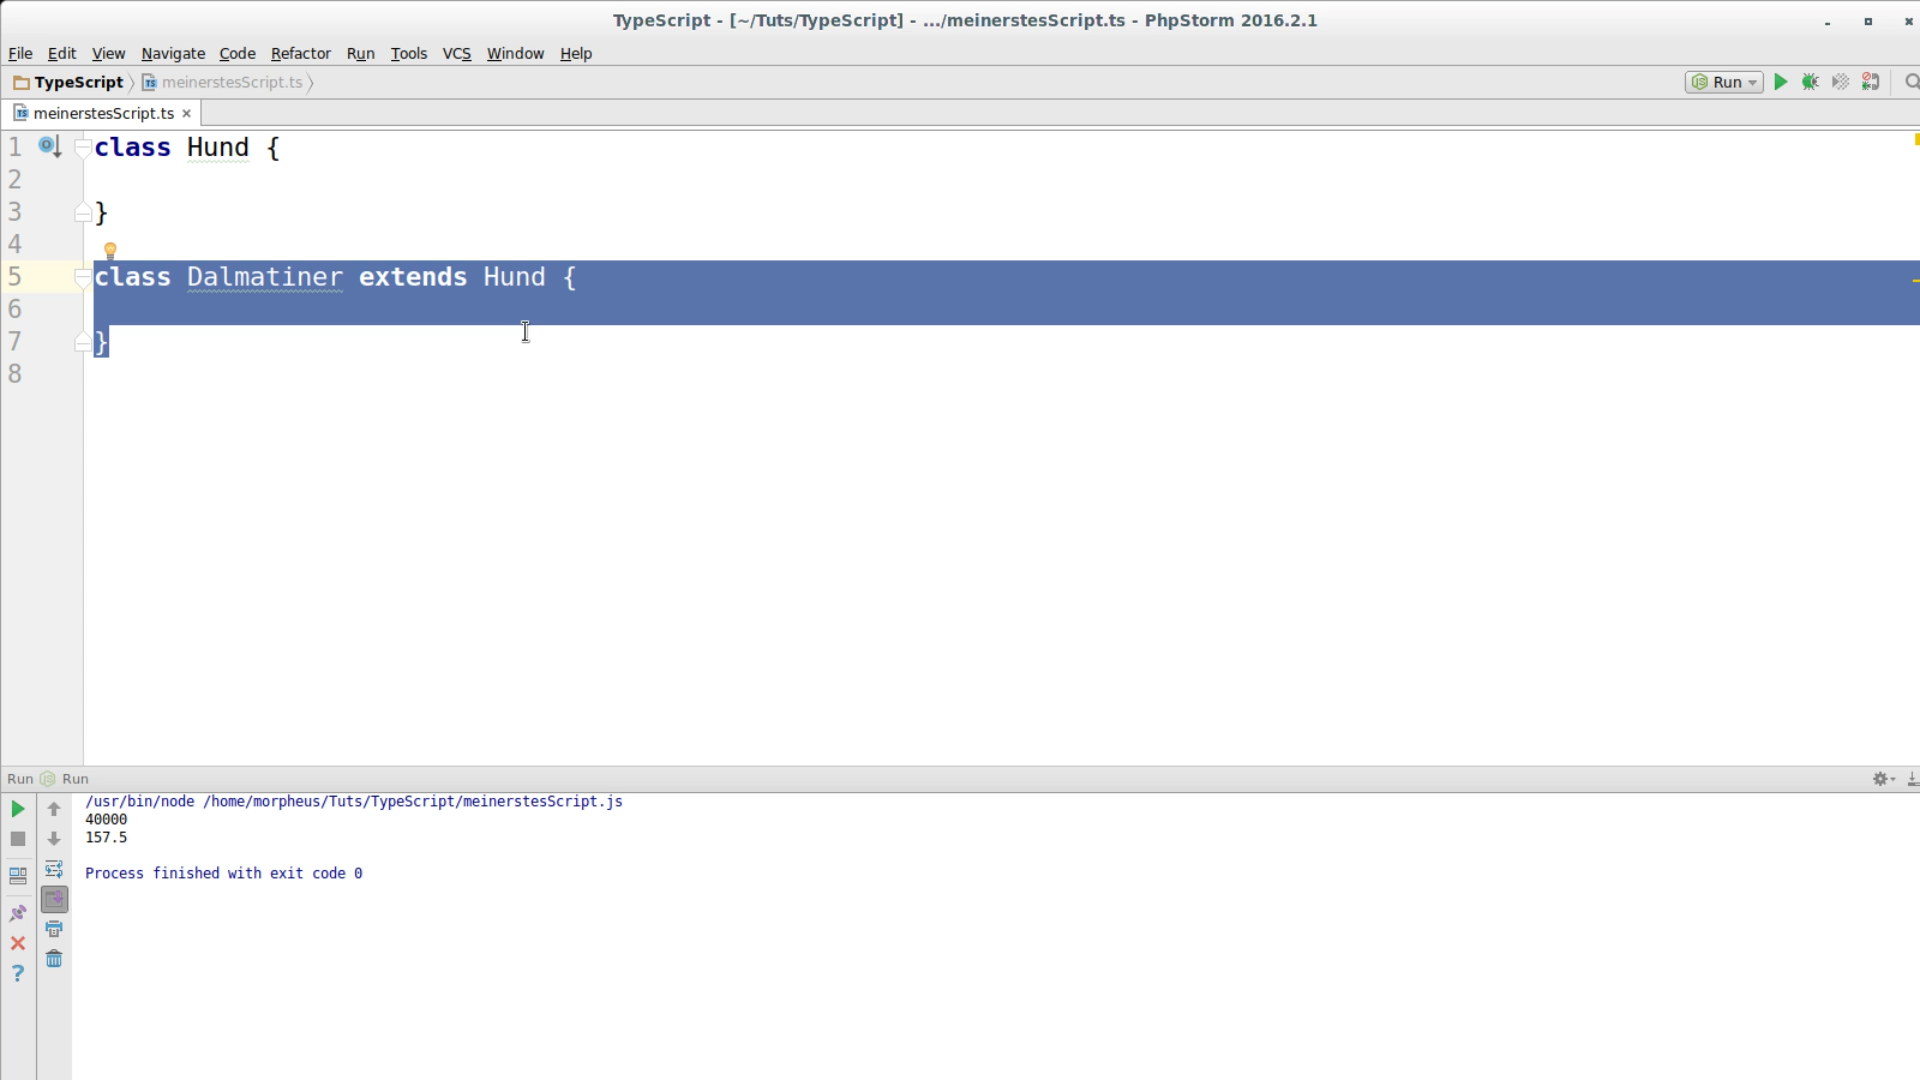 TypeScript - [~/Tuts/TypeScript] - .../meinerstesScript.ts - PhpStorm 2016.2.1
File Edit View Navigate Code Refactor Run Tools VCS Window Help
TypeScript meinerstesScript.ts Run
meinerstesScript.ts
1 class Hund {
2
3 }
4
5 class Dalmatiner extends Hund {
6
7 }
8
Run Run
/usr/bin/node /home/morpheus/Tuts/TypeScript/meinerstesScript.js
40000
157.5
Process finished with exit code 0